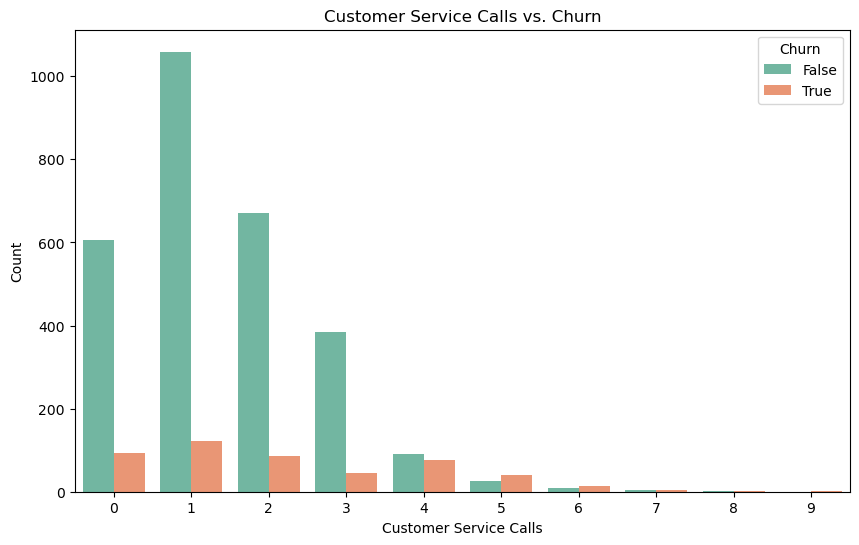 Customer Service Calls vs. Churn
Churn
False
True
Count
1000
800
600
400
200
0
0 1 2 3 4 5 6 7 8 9
Customer Service Calls